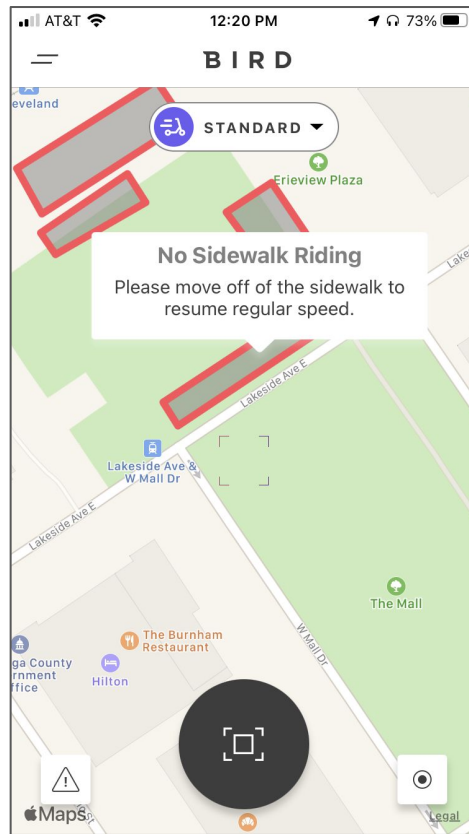 AT&T 12:20 PM 73%
BIRD
eveland
STANDARD
Erieview Plaza
No Sidewalk Riding
Please move off of the sidewalk to
resume regular speed.
Lake
Lakeside Ave E
Lakeside Ave &
W Mall Dr
Lakeside Ave E
The Mall
The Burnham
Restaurant
W Mall Dr
ga County
rnment
ffice
Hilton
Maps
Legal